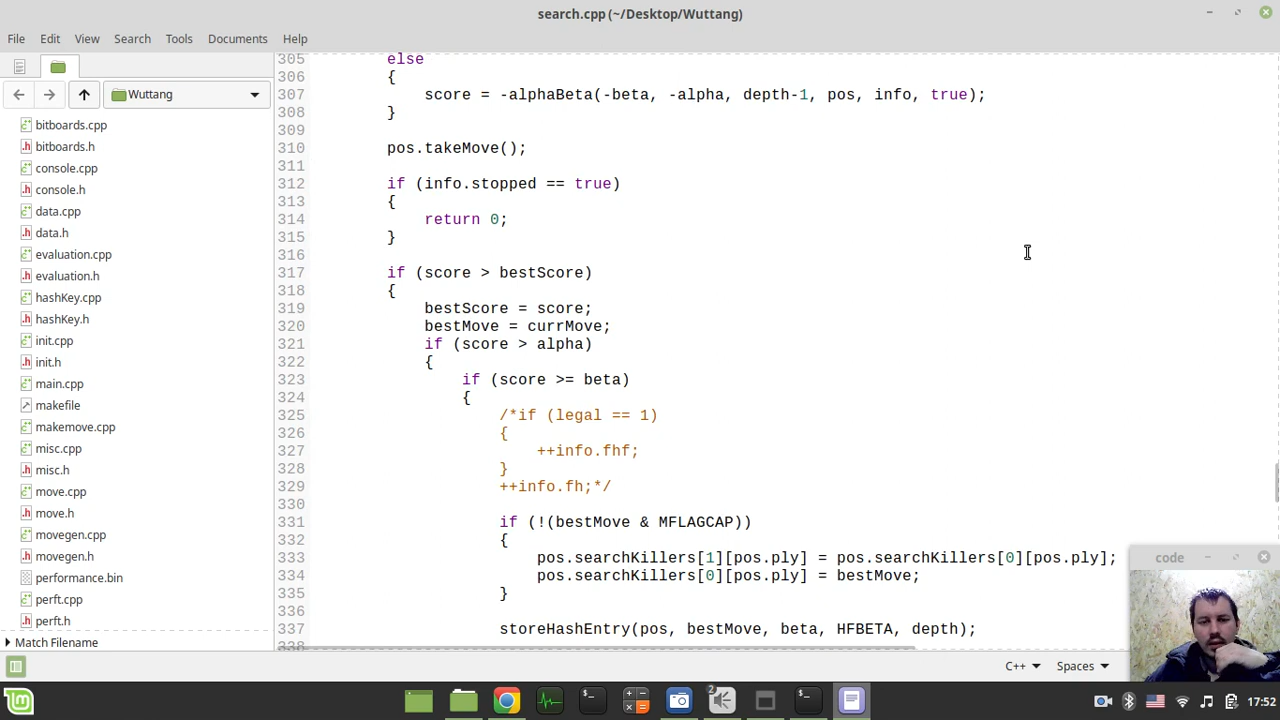 search.cpp (~/Desktop/Wuttang)
File Edit View Search Tools Documents Help
Wuttang
bitboards.cpp
bitboards.h
console.cpp
console.h
data.cpp
data.h
evaluation.cpp
evaluation.h
hashKey.cpp
hashKey.h
init.cpp
init.h
main.cpp
makefile
makemove.cpp
misc.cpp
misc.h
move.cpp
move.h
movegen.cpp
movegen.h
performance.bin
perft.cpp
perft.h
Match Filename
305 else
306 {
307 score = -alphaBeta(-beta, -alpha, depth-1, pos, info, true);
308 }
309
310 pos.takeMove();
311
312 if (info.stopped == true)
313 {
314 return 0;
315 }
316
317 if (score > bestScore)
318 {
319 bestScore = score;
320 bestMove = currMove;
321 if (score > alpha)
322 {
323 if (score >= beta)
324 {
325 /*if (legal == 1)
326 {
327 ++info.fhf;
328 }
329 ++info.fh;*/
330
331 if (!(bestMove & MFLAGCAP))
332 {
333 pos.searchKillers[1][pos.ply] = pos.searchKillers[0][pos.ply];
334 pos.searchKillers[0][pos.ply] = bestMove;
335 }
336
337 storeHashEntry(pos, bestMove, beta, HFBETA, depth);
338
code
C++ Spaces
2
17:52